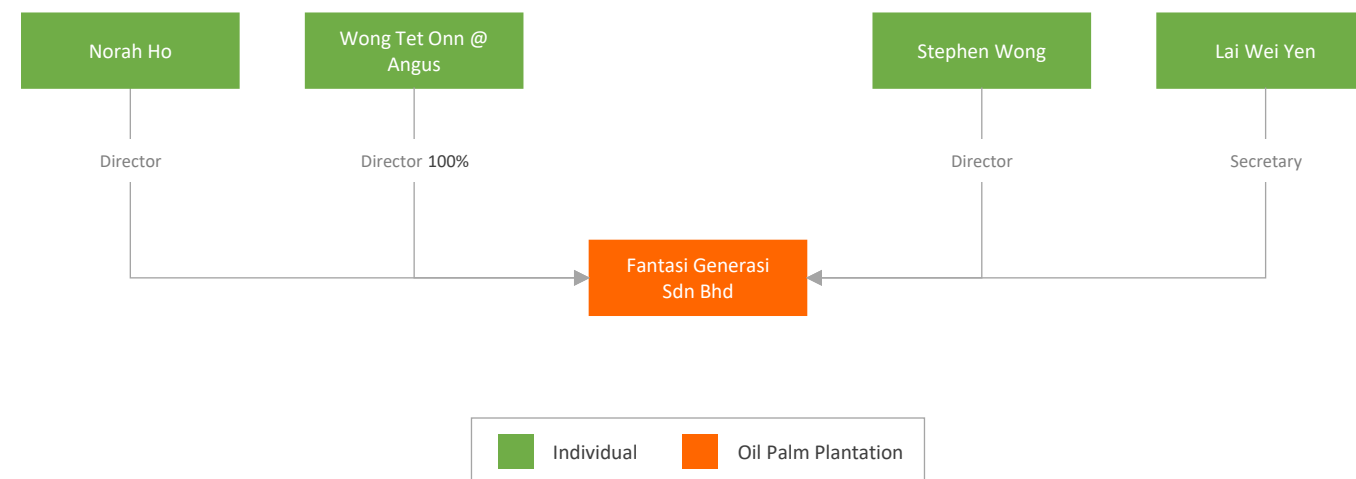 Norah Ho
Wong Tet Onn @
Angus
Stephen Wong
Lai Wei Yen
Director
Director 100%
Director
Secretary
Fantasi Generasi
Sdn Bhd
Individual
Oil Palm Plantation